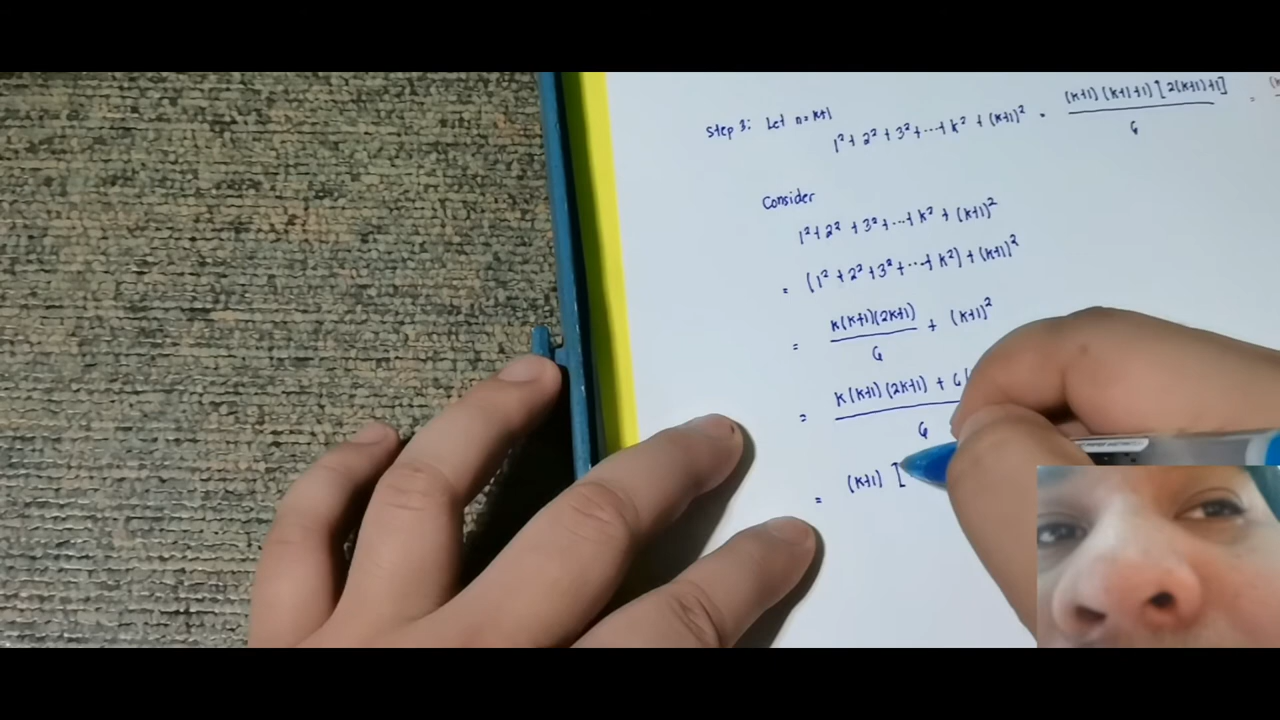 Step 3: Let n = k+1
1² + 2² + 3² + ... + k² + (k+1)² = (k+1) (k+1+1) [2(k+1)+1] / 6 =
Consider
1² + 2² + 3² + ... + k² + (k+1)²
= (1² + 2² + 3² + ... + k²) + (k+1)²
= k(k+1)(2k+1) / 6 + (k+1)²
= k(k+1)(2k+1) + 6( / 6
= (k+1) [